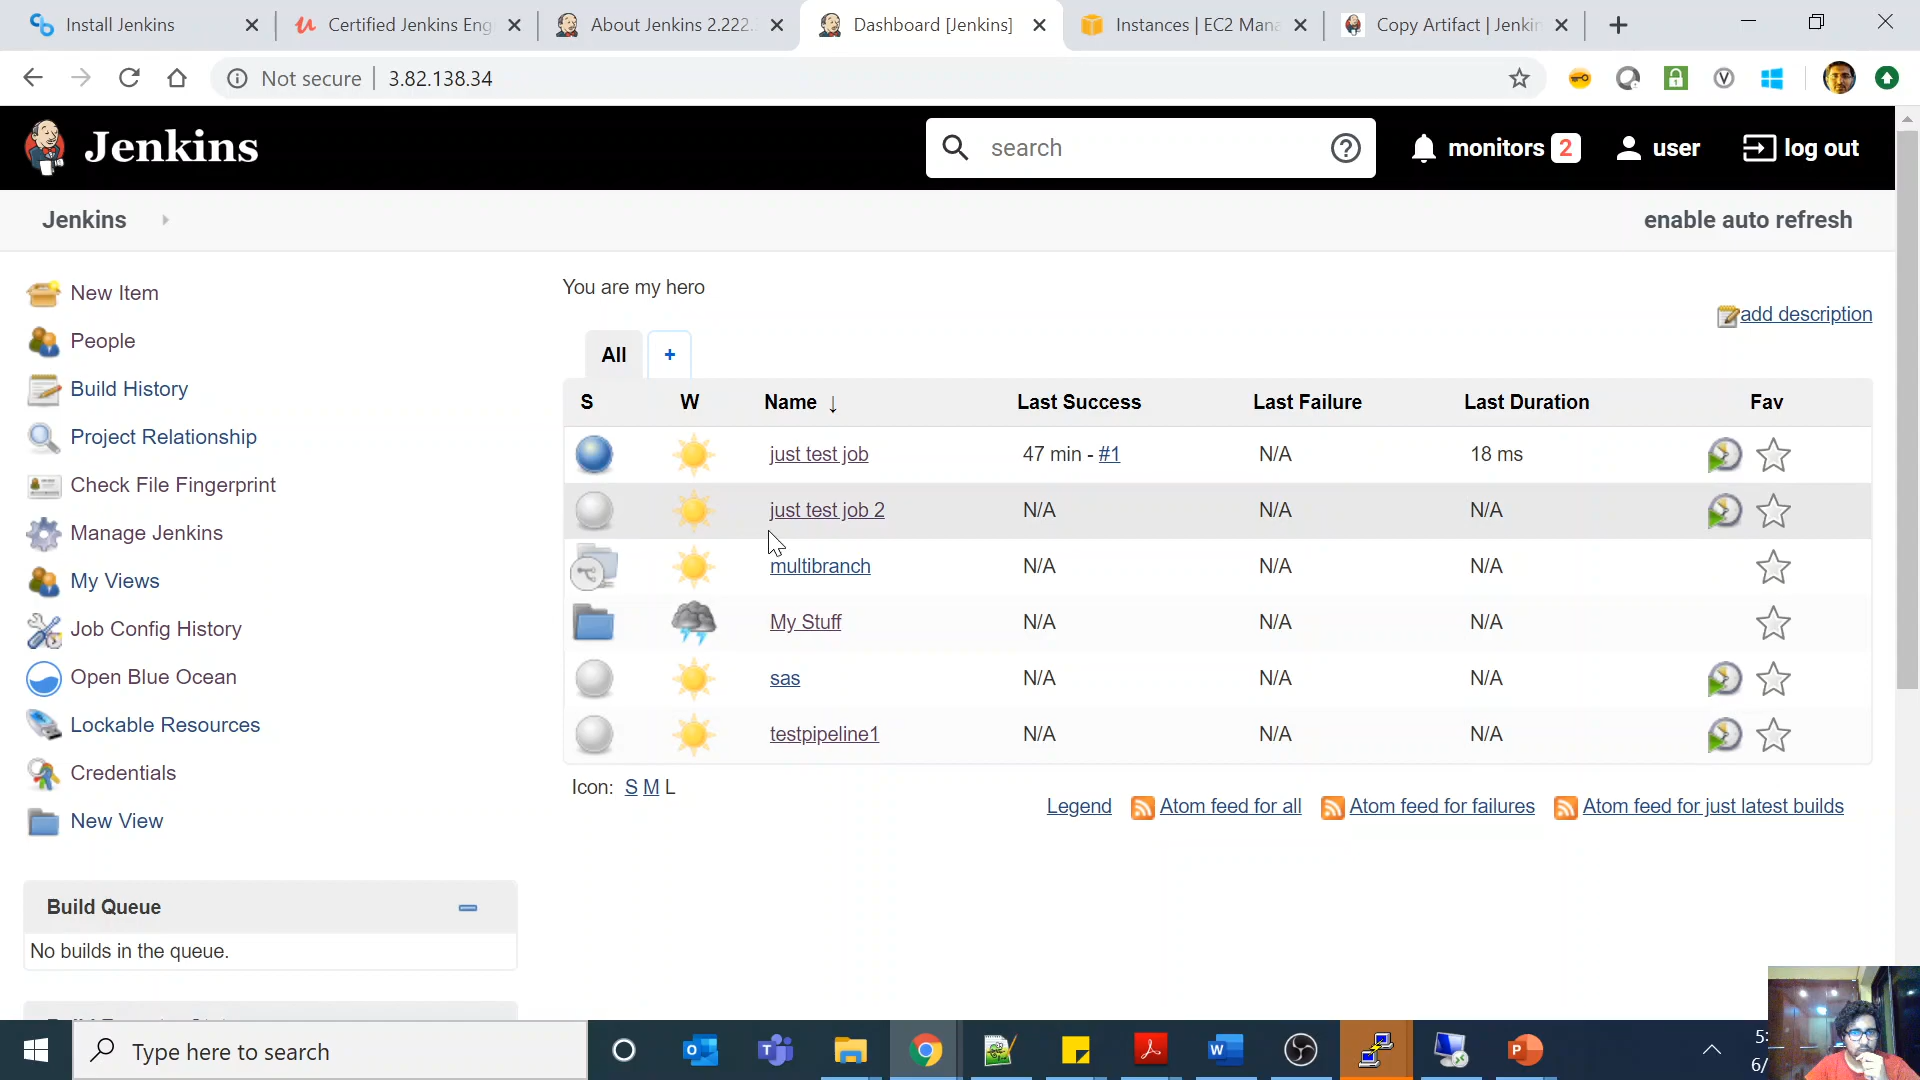 Install Jenkins
Certified Jenkins Eng
About Jenkins 2.222.
Dashboard [Jenkins]
Instances | EC2 Mana
Copy Artifact | Jenkin
Not secure | 3.82.138.34
Jenkins
search
monitors 2
user
log out
Jenkins
enable auto refresh
New Item
People
Build History
Project Relationship
Check File Fingerprint
Manage Jenkins
My Views
Job Config History
Open Blue Ocean
Lockable Resources
Credentials
New View
Build Queue
No builds in the queue.
You are my hero
add description
All +
S W Name ↓ Last Success Last Failure Last Duration Fav
just test job 47 min - #1 N/A 18 ms
just test job 2 N/A N/A N/A
multibranch N/A N/A N/A
My Stuff N/A N/A N/A
sas N/A N/A N/A
testpipeline1 N/A N/A N/A
Icon: S M L
Legend Atom feed for all Atom feed for failures Atom feed for just latest builds
Type here to search
5:
6/